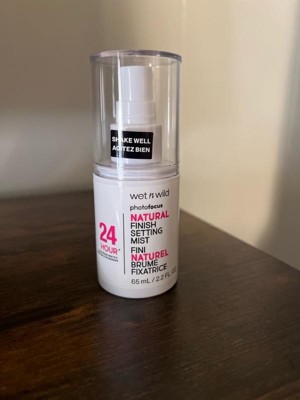 SHAKE WELL
AGITEZ BIEN
wet n wild
photofocus
NATURAL
FINISH
SETTING
MIST
FINI
NATUREL
BRUME
FIXATRICE
65 mL / 2.2 FL
24
HOUR*